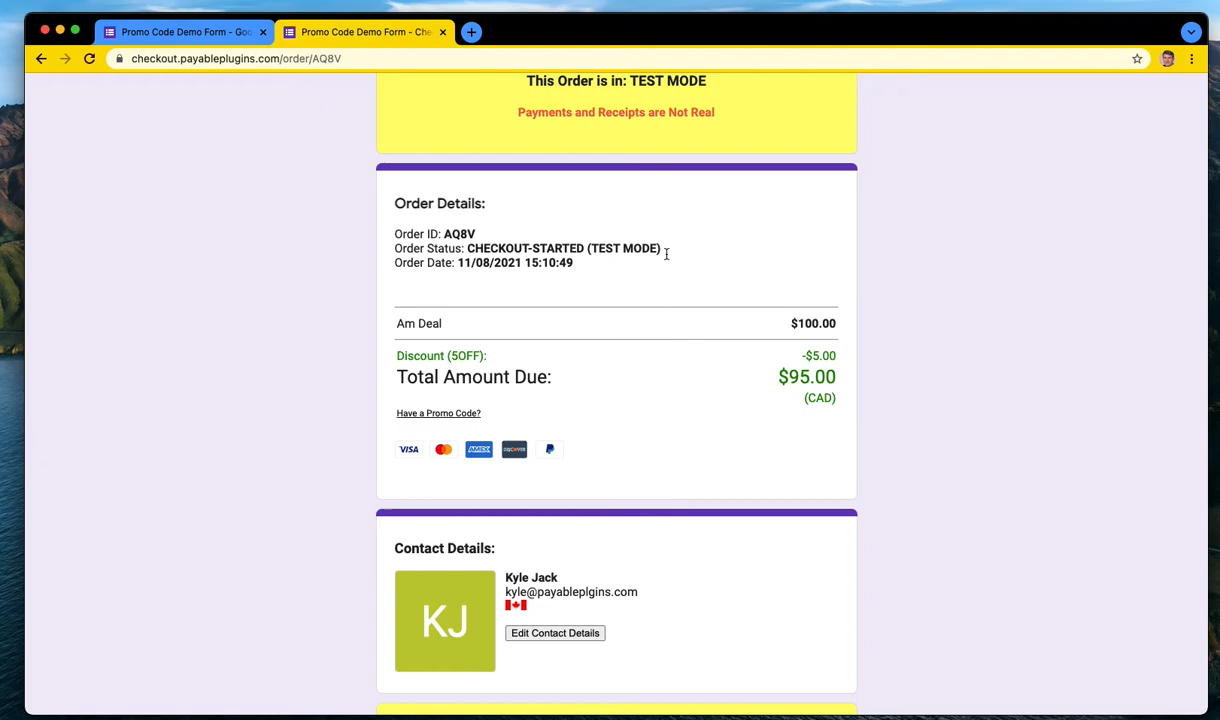 Promo Code Demo Form - Goo
Promo Code Demo Form - Che
checkout.payableplugins.com/order/AQ8V
This Order is in: TEST MODE
Payments and Receipts are Not Real
Order Details:
Order ID: AQ8V
Order Status: CHECKOUT-STARTED (TEST MODE)
Order Date: 11/08/2021 15:10:49
Am Deal $100.00
Discount (5OFF): -$5.00
Total Amount Due: $95.00
(CAD)
Have a Promo Code?
VISA AMEX DISCOVER
Contact Details:
KJ
Kyle Jack
kyle@payableplgins.com
Edit Contact Details